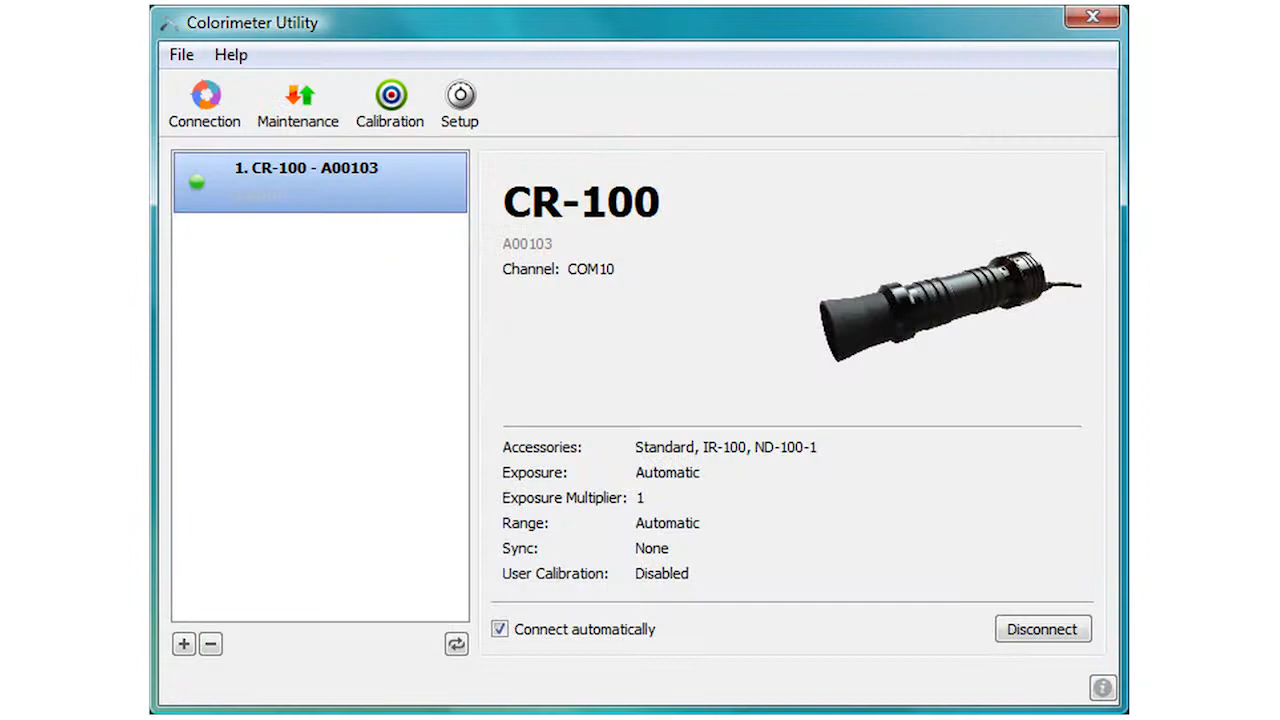 Colorimeter Utility
File Help
Connection Maintenance Calibration Setup
1. CR-100 - A00103
CR-100
A00103
Channel: COM10
Accessories: Standard, IR-100, ND-100-1
Exposure: Automatic
Exposure Multiplier: 1
Range: Automatic
Sync: None
User Calibration: Disabled
Connect automatically
Disconnect